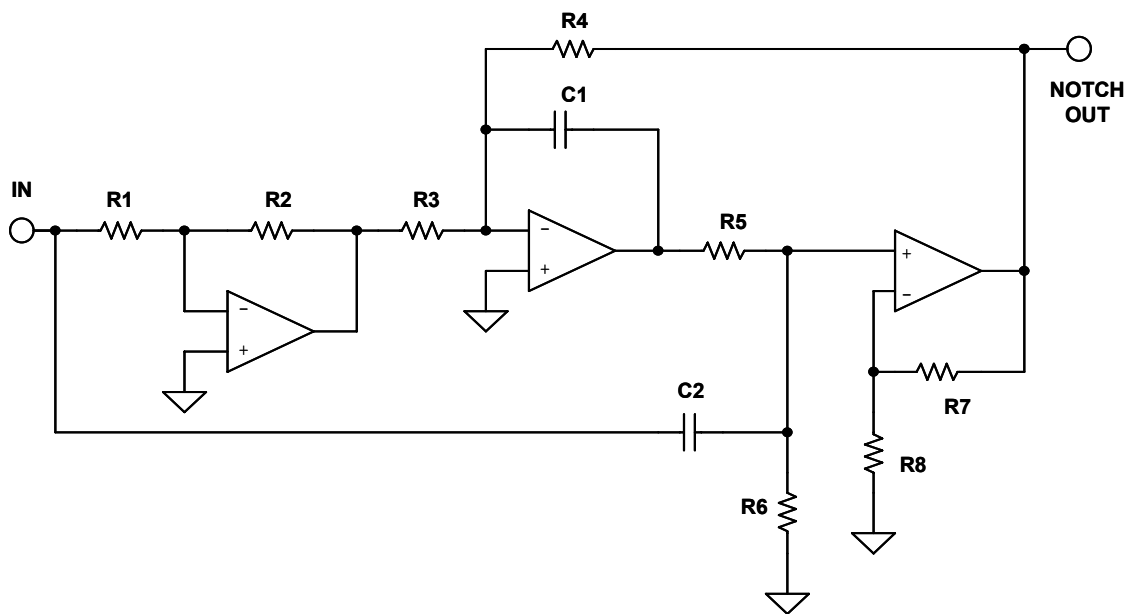 R4
C1
NOTCH
OUT
IN
R1
R2
R3
R5
−
+
+
−
−
+
C2
R7
R8
R6